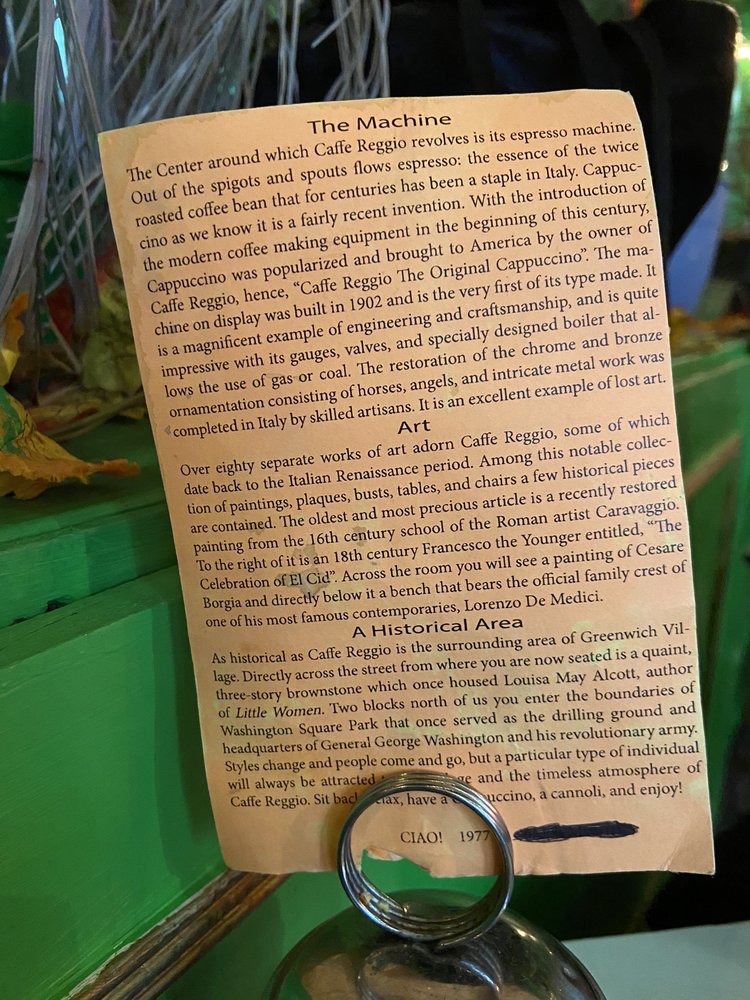 The Machine
The Center around which Caffe Reggio revolves is its espresso machine.
Out of the spigots and spouts flows espresso: the essence of the twice
roasted coffee bean that for centuries has been a staple in Italy. Cappuc-
cino as we know it is a fairly recent invention. With the introduction of
the modern coffee making equipment in the beginning of this century,
Cappuccino was popularized and brought to America by the owner of
Caffe Reggio, hence, “Caffe Reggio The Original Cappuccino”. The ma-
chine on display was built in 1902 and is the very first of its type made. It
is a magnificent example of engineering and craftsmanship, and is quite
impressive with its gauges, valves, and specially designed boiler that al-
lows the use of gas or coal. The restoration of the chrome and bronze
ornamentation consisting of horses, angels, and intricate metal work was
completed in Italy by skilled artisans. It is an excellent example of lost art.
Art
Over eighty separate works of art adorn Caffe Reggio, some of which
date back to the Italian Renaissance period. Among this notable collec-
tion of paintings, plaques, busts, tables, and chairs a few historical pieces
are contained. The oldest and most precious article is a recently restored
painting from the 16th century school of the Roman artist Caravaggio.
To the right of it is an 18th century Francesco the Younger entitled, “The
Celebration of El Cid”. Across the room you will see a painting of Cesare
Borgia and directly below it a bench that bears the official family crest of
one of his most famous contemporaries, Lorenzo De Medici.
A Historical Area
As historical as Caffe Reggio is the surrounding area of Greenwich Vil-
lage. Directly across the street from where you are now seated is a quaint,
three-story brownstone which once housed Louisa May Alcott, author
of Little Women. Two blocks north of us you enter the boundaries of
Washington Square Park that once served as the drilling ground and
headquarters of General George Washington and his revolutionary army.
Styles change and people come and go, but a particular type of individual
will always be attracted and the timeless atmosphere of
Caffe Reggio. Sit back, relax, have a Cappuccino, a cannoli, and enjoy!
CIAO! 1977